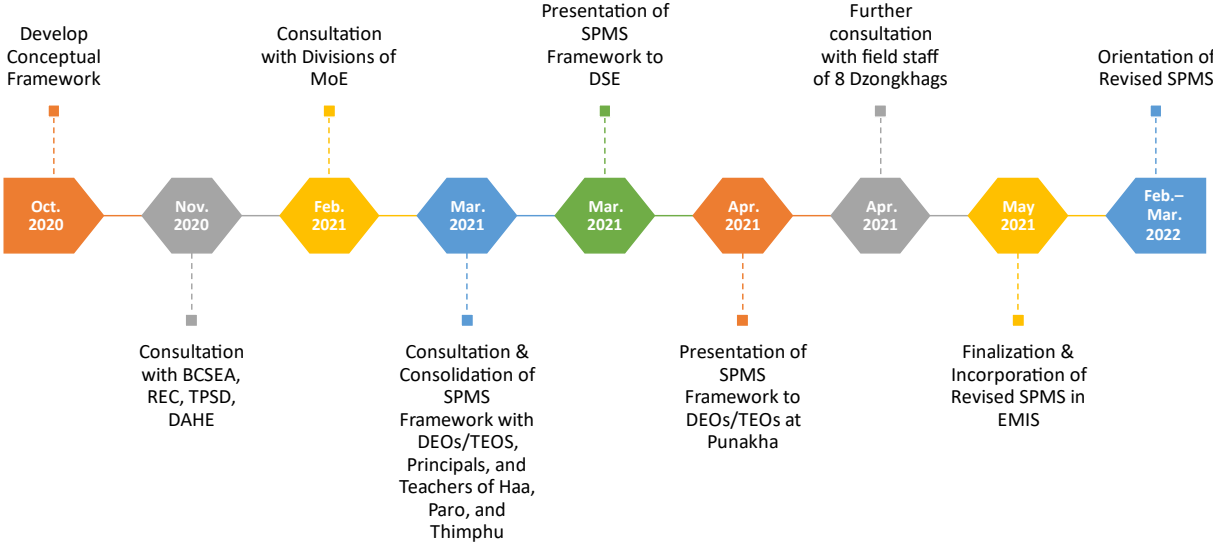 Develop
Conceptual
Framework
Consultation
with Divisions of
MoE
Presentation of
SPMS
Framework to
DSE
Further
consultation
with field staff
of 8 Dzongkhags
Orientation of
Revised SPMS
Oct.
2020
Nov.
2020
Feb.
2021
Mar.
2021
Mar.
2021
Apr.
2021
Apr.
2021
May
2021
Feb.–
Mar.
2022
Consultation
with BCSEA,
REC, TPSD,
DAHE
Consultation &
Consolidation of
SPMS
Framework with
DEOs/TEOS,
Principals, and
Teachers of Haa,
Paro, and
Thimphu
Presentation of
SPMS
Framework to
DEOs/TEOs at
Punakha
Finalization &
Incorporation of
Revised SPMS in
EMIS